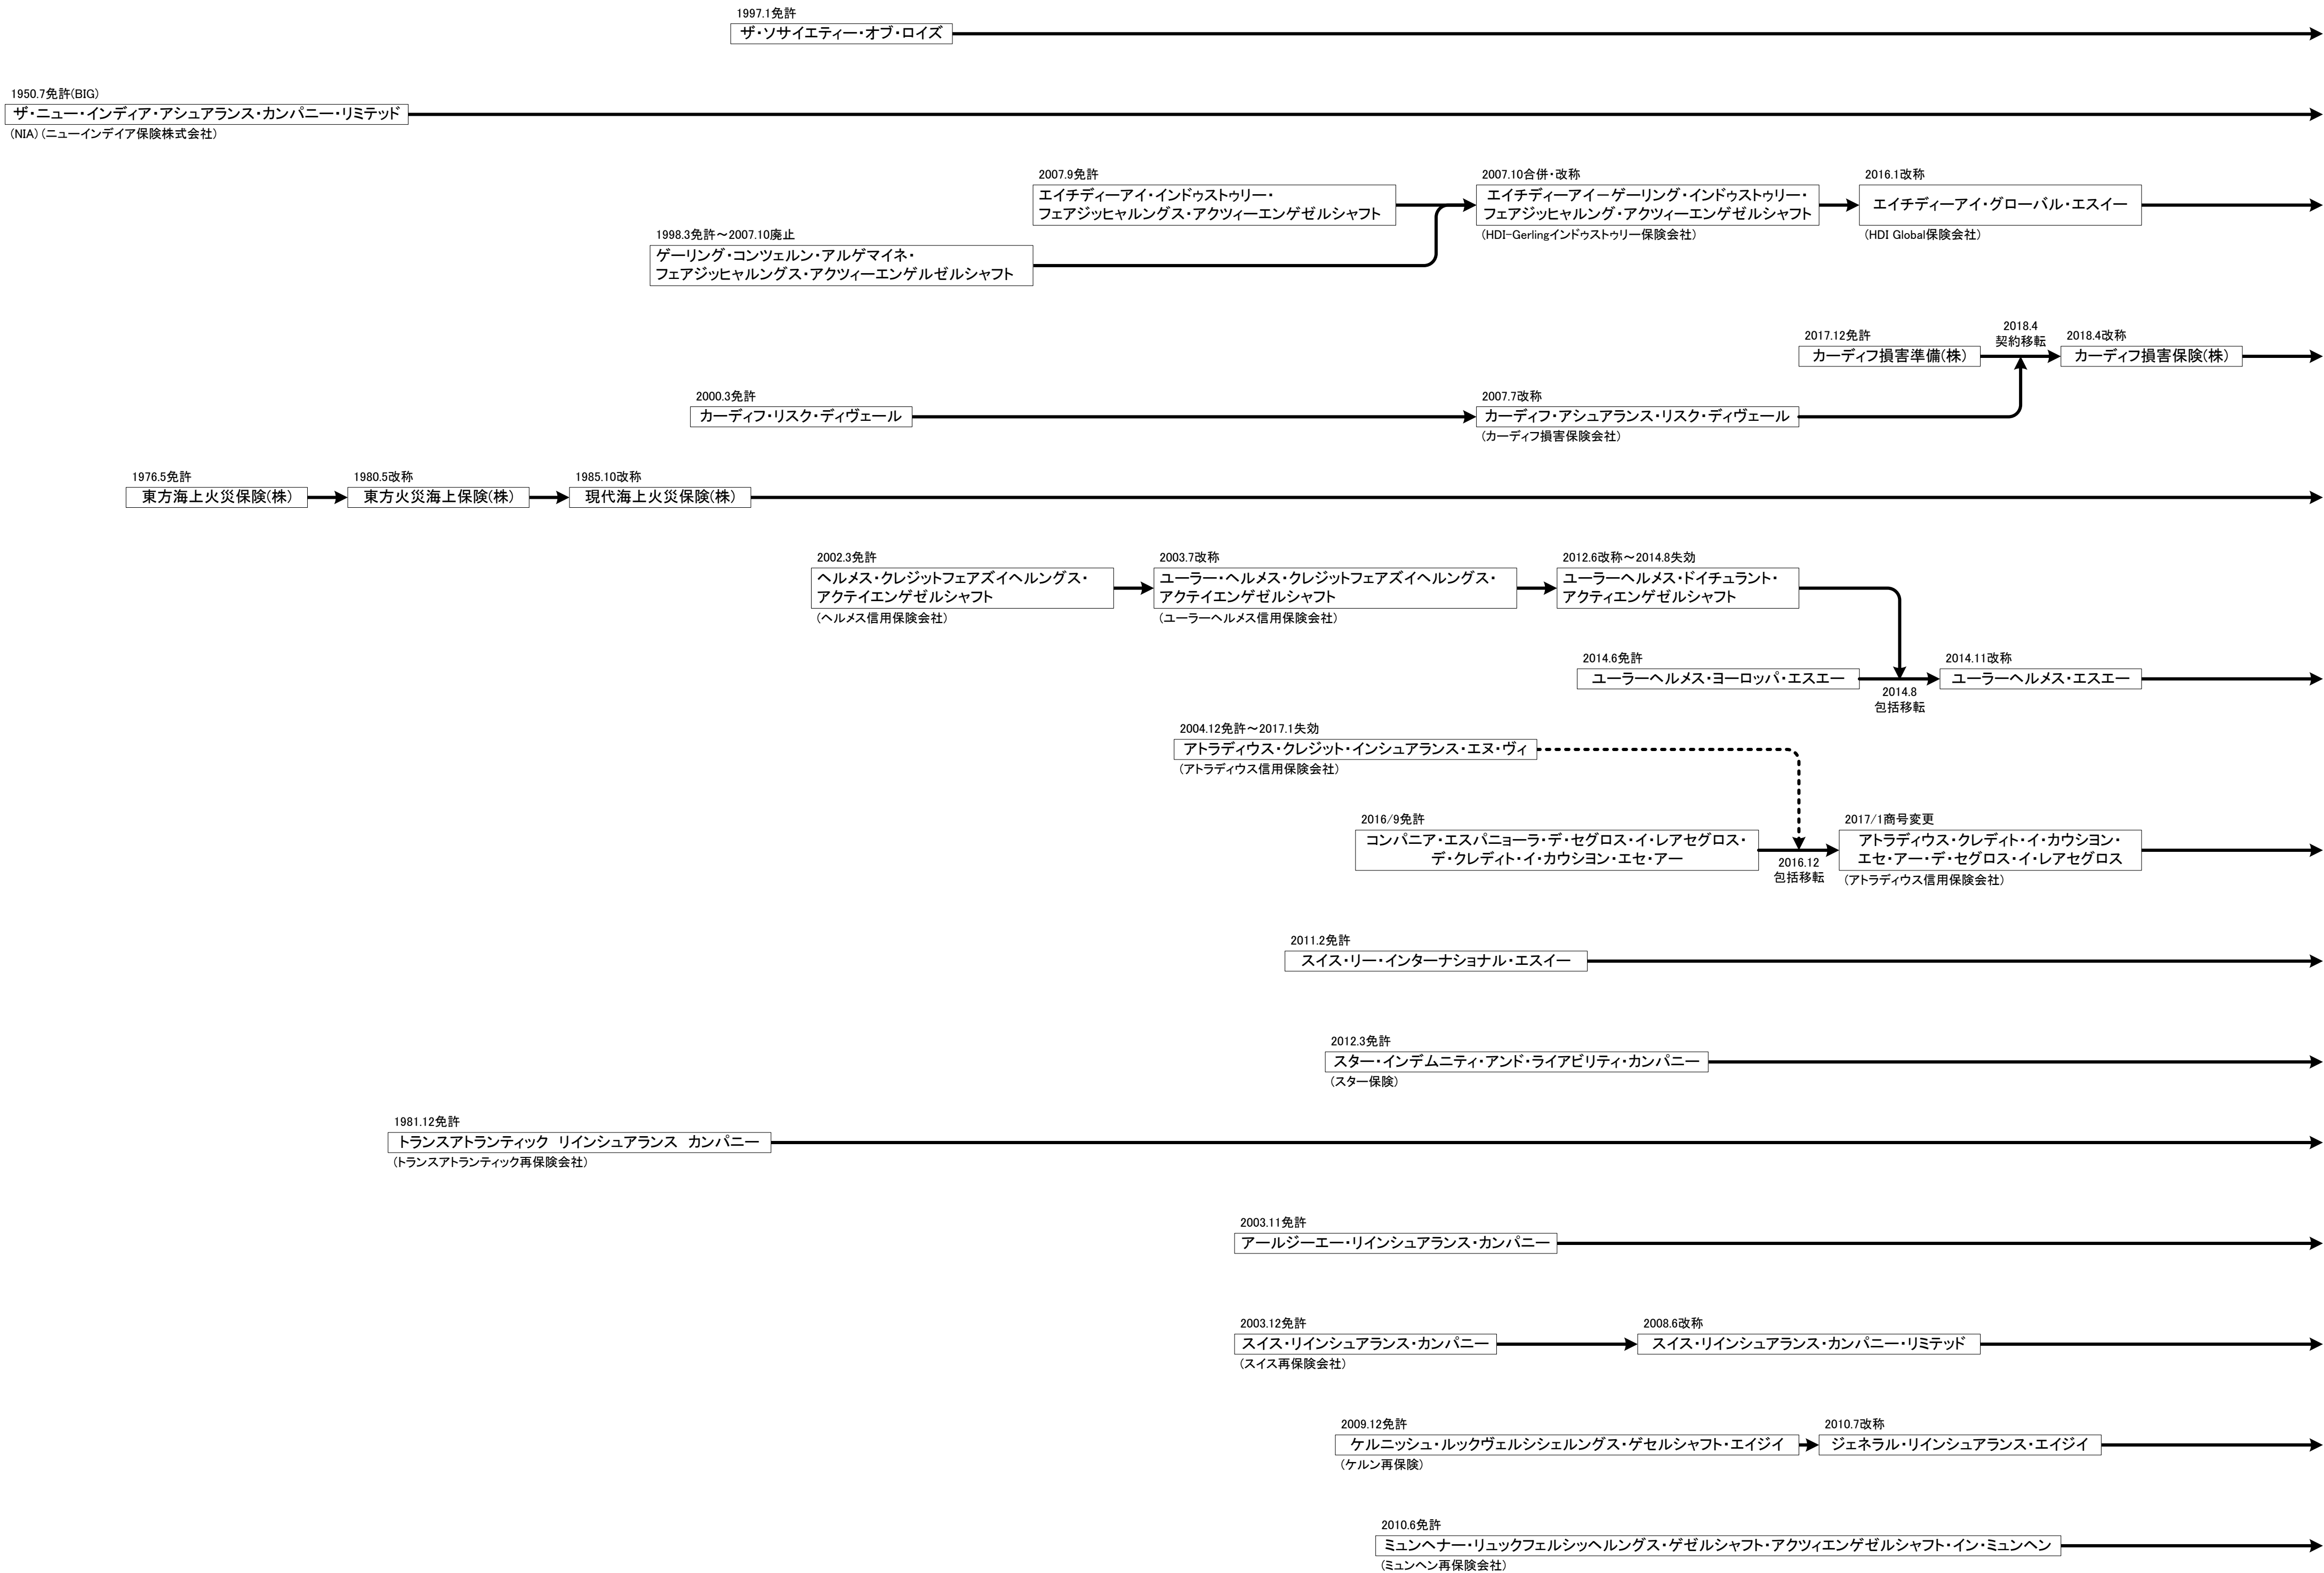 1997.1免許
ザ・ソサイエティー・オブ・ロイズ
1950.7免許(BIG)
ザ・ニュー・インディア・アシュアランス・カンパニー・リミテッド
(NIA)(ニューインデイア保険株式会社)
2007.9免許
エイチディーアイ・インドゥストゥリー・
フェアジッヒャルングス・アクツィーエンゲゼルシャフト
2007.10合併・改称
エイチディーアイ－ゲーリング・インドゥストゥリー・
フェアジッヒャルング・アクツィーエンゲゼルシャフト
(HDI-Gerlingインドゥストゥリー保険会社)
2016.1改称
エイチディーアイ・グローバル・エスイー
(HDI Global保険会社)
1998.3免許～2007.10廃止
ゲーリング・コンツェルン・アルゲマイネ・
フェアジッヒャルングス・アクツィーエンゲルゼルシャフト
2017.12免許
カーディフ損害準備(株)
2018.4
契約移転
2018.4改称
カーディフ損害保険(株)
2000.3免許
カーディフ・リスク・ディヴェール
2007.7改称
カーディフ・アシュアランス・リスク・ディヴェール
(カーディフ損害保険会社)
1976.5免許
東方海上火災保険(株)
1980.5改称
東方火災海上保険(株)
1985.10改称
現代海上火災保険(株)
2002.3免許
ヘルメス・クレジットフェアズイヘルングス・
アクテイエンゲゼルシャフト
(ヘルメス信用保険会社)
2003.7改称
ユーラー・ヘルメス・クレジットフェアズイヘルングス・
アクテイエンゲゼルシャフト
(ユーラーヘルメス信用保険会社)
2012.6改称～2014.8失効
ユーラーヘルメス・ドイチュラント・
アクティエンゲゼルシャフト
2014.6免許
ユーラーヘルメス・ヨーロッパ・エスエー
2014.8
包括移転
2014.11改称
ユーラーヘルメス・エスエー
2004.12免許～2017.1失効
アトラディウス・クレジット・インシュアランス・エヌ・ヴィ
(アトラディウス信用保険会社)
2016/9免許
コンパニア・エスパニョーラ・デ・セグロス・イ・レアセグロス・
デ・クレディト・イ・カウシヨン・エセ・アー
2016.12
包括移転
2017/1商号変更
アトラディウス・クレディト・イ・カウシヨン・
エセ・アー・デ・セグロス・イ・レアセグロス
(アトラディウス信用保険会社)
2011.2免許
スイス・リー・インターナショナル・エスイー
2012.3免許
スター・インデムニティ・アンド・ライアビリティ・カンパニー
(スター保険)
1981.12免許
トランスアトランティック　リインシュアランス　カンパニー
(トランスアトランティック再保険会社)
2003.11免許
アールジーエー・リインシュアランス・カンパニー
2003.12免許
スイス・リインシュアランス・カンパニー
(スイス再保険会社)
2008.6改称
スイス・リインシュアランス・カンパニー・リミテッド
2009.12免許
ケルニッシュ・ルックヴェルシシェルングス・ゲセルシャフト・エイジイ
(ケルン再保険)
2010.7改称
ジェネラル・リインシュアランス・エイジイ
2010.6免許
ミュンヘナー・リュックフェルシッヘルングス・ゲゼルシャフト・アクツィエンゲゼルシャフト・イン・ミュンヘン
(ミュンヘン再保険会社)